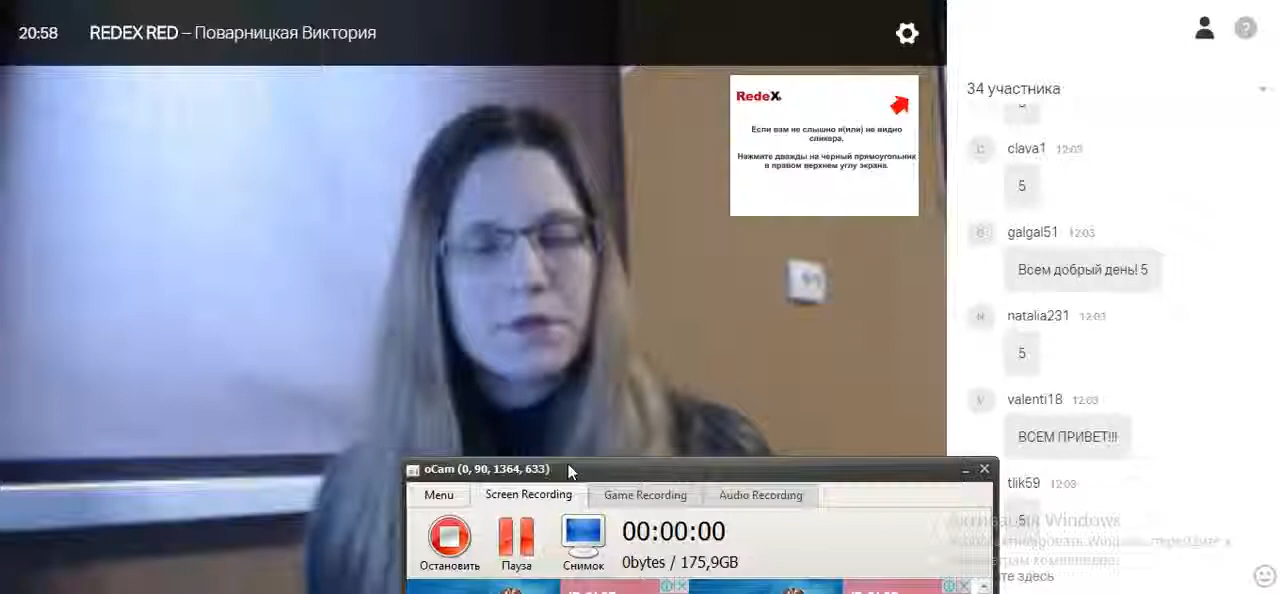 20:58 REDEX RED – Поварницкая Виктория
RedeX
Если вам не слышно и(или) не видно
спикера.
Нажмите дважды на черный прямоугольник
в правом верхнем углу экрана.
?
34 участника
clava1 12:03
5
galgal51 12:03
Всем добрый день! 5
natalia231 12:03
5
valenti18 12:03
ВСЕМ ПРИВЕТ!!!
tlik59 12:03
5
Активация Windows
oCam (0, 90, 1364, 633)
Menu Screen Recording Game Recording Audio Recording
00:00:00
0bytes / 175,9GB
Остановить Пауза Снимок